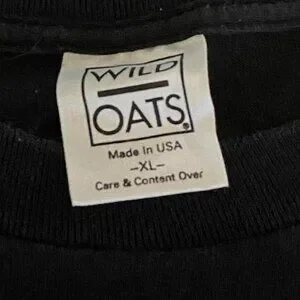 WILD
OATS®
Made In USA
-XL-
Care & Content Over